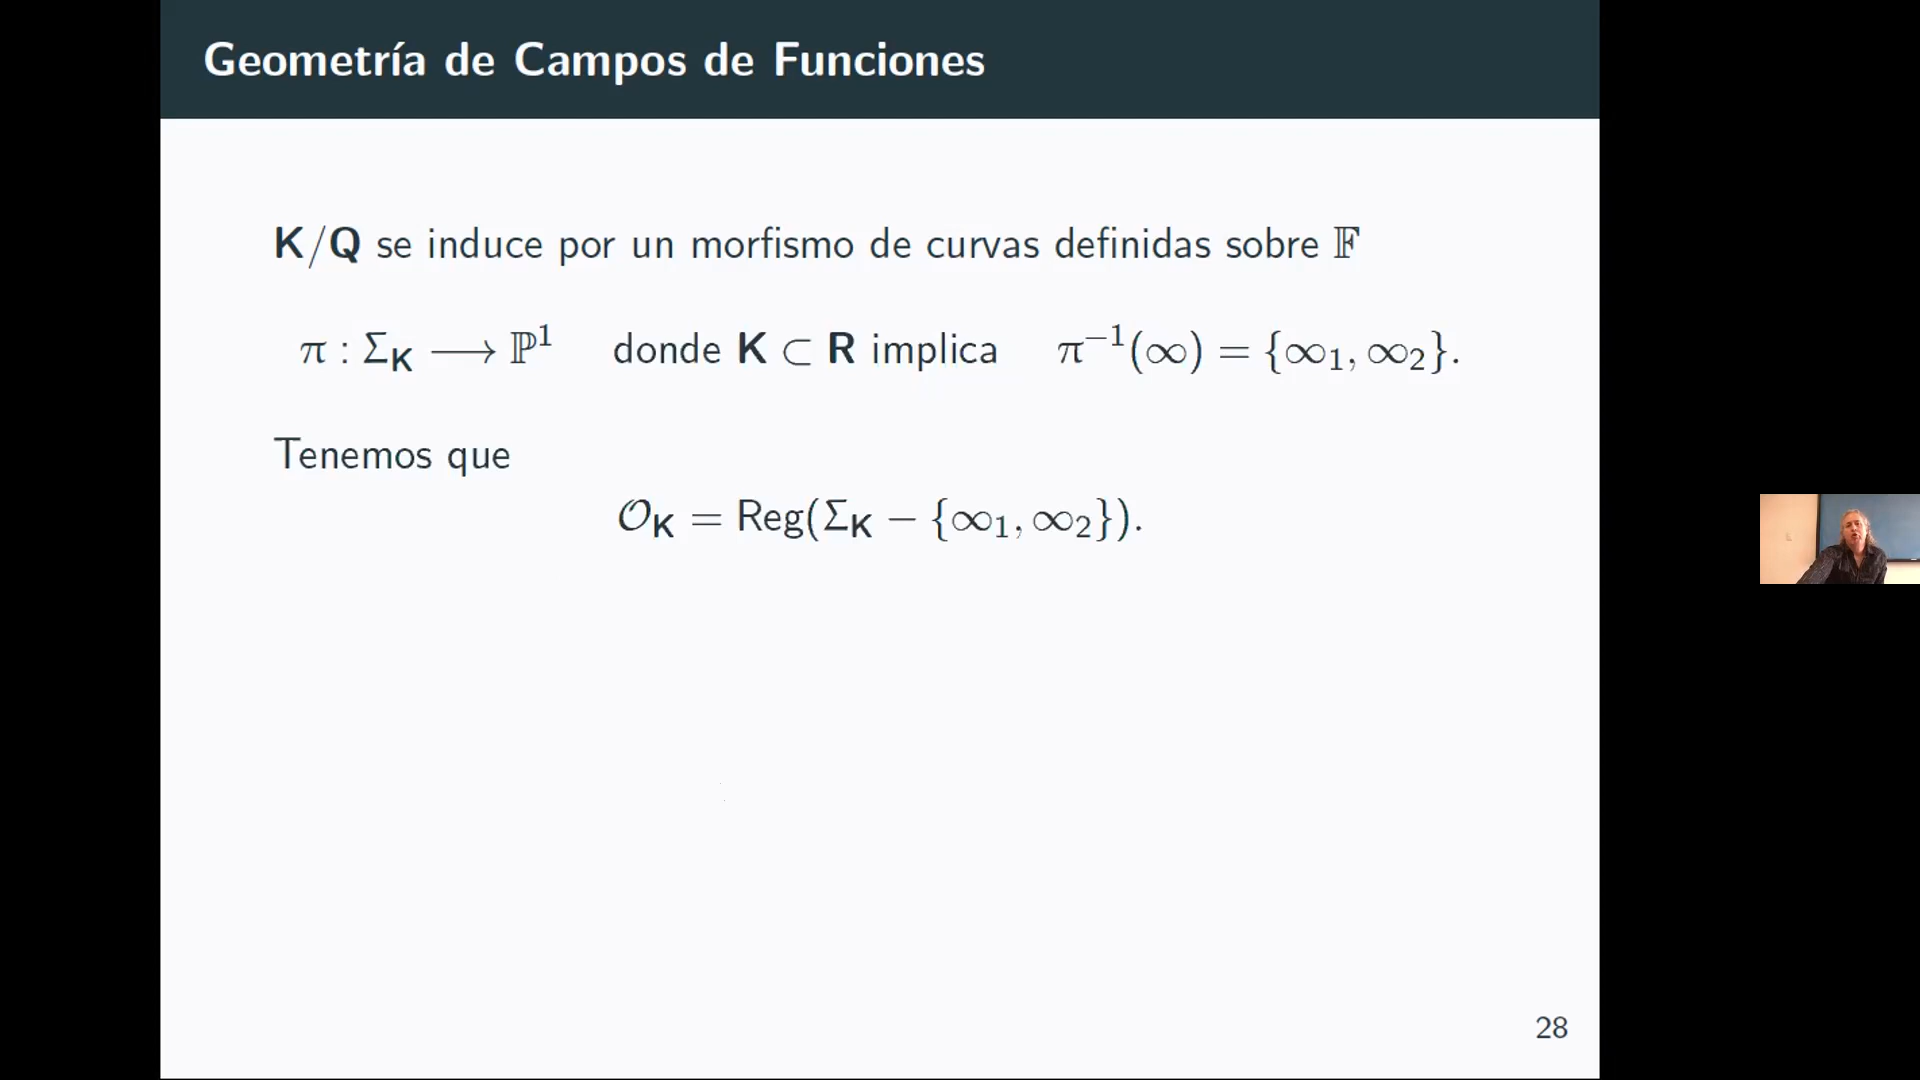 Geometría de Campos de Funciones
K/Q se induce por un morfismo de curvas definidas sobre 𝔽
π : Σ_K ⟶ ℙ¹ donde K ⊂ R implica π⁻¹(∞) = {∞₁, ∞₂}.
Tenemos que
𝒪_K = Reg(Σ_K − {∞₁, ∞₂}).
28